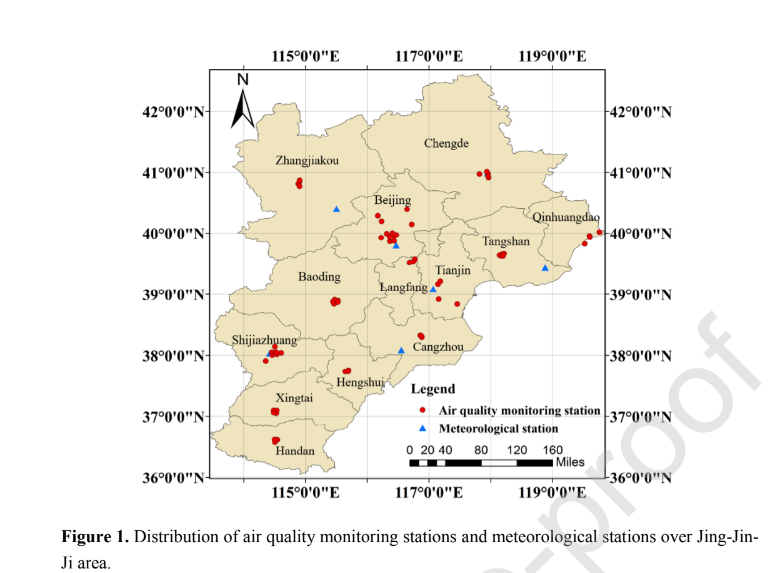 115°0'0"E 117°0'0"E 119°0'0"E
N
42°0'0"N 42°0'0"N
Chengde
Zhangjiakou
41°0'0"N 41°0'0"N
Beijing
Qinhuangdao
40°0'0"N 40°0'0"N
Tangshan
Tianjin
Baoding
Langfang
39°0'0"N 39°0'0"N
Shijiazhuang
Cangzhou
38°0'0"N 38°0'0"N
Hengshui
Legend
Xingtai
Air quality monitoring station
37°0'0"N 37°0'0"N
Meteorological station
Handan
0 20 40 80 120 160
Miles
36°0'0"N 36°0'0"N
115°0'0"E 117°0'0"E 119°0'0"E
Figure 1. Distribution of air quality monitoring stations and meteorological stations over Jing-Jin-
Ji area.
-proof